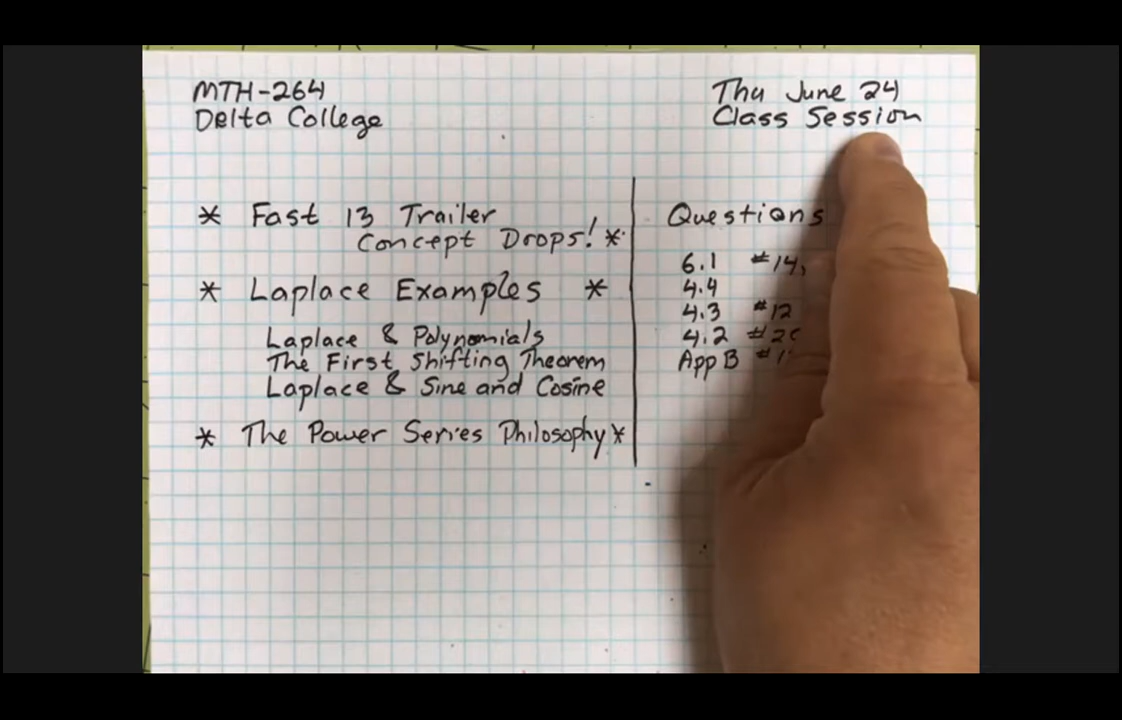 MTH-264
Delta College
Thu June 24
Class Session
* Fast 13 Trailer
Concept Drops! *
* Laplace Examples *
Laplace & Polynomials
The First Shifting Theorem
Laplace & Sine and Cosine
* The Power Series Philosophy *
Questions
6.1 #14,
4.4
4.3 #12
4.2
App B